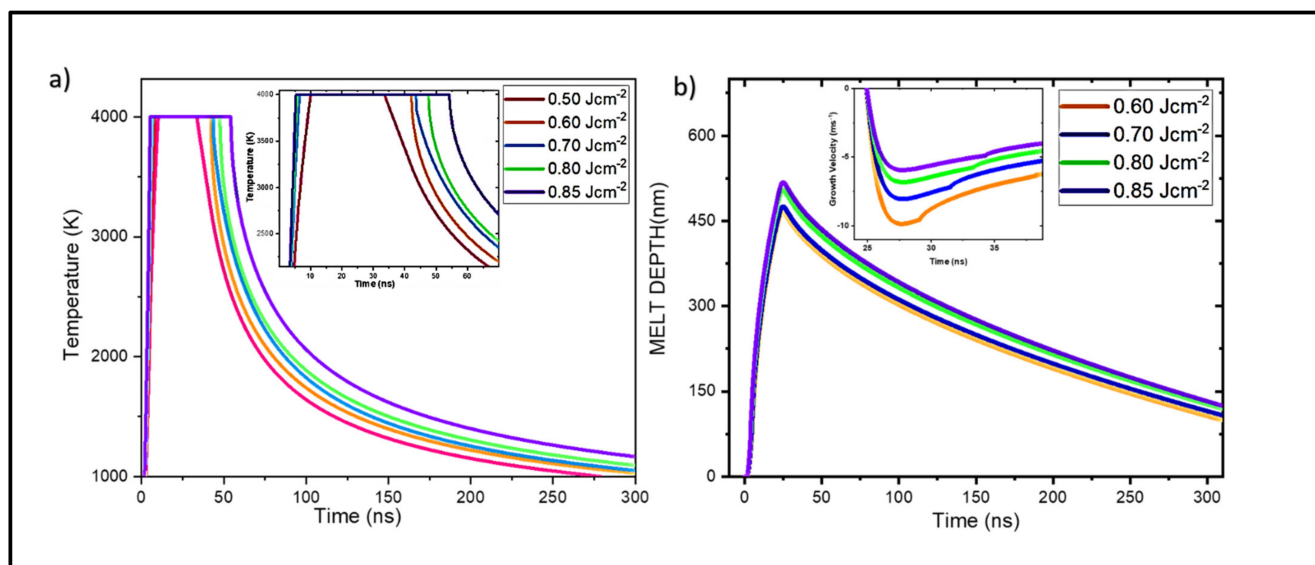 a)
4000
3000
2000
1000
Temperature (K)
0
50
100
150
200
250
300
Time (ns)
4000
3500
3000
2500
Temperature (K)
10
20
30
40
50
60
Time (ns)
0.50 Jcm⁻²
0.60 Jcm⁻²
0.70 Jcm⁻²
0.80 Jcm⁻²
0.85 Jcm⁻²
b)
600
450
300
150
0
MELT DEPTH(nm)
0
50
100
150
200
250
300
Time (ns)
0
-5
-10
Growth Velocity (ms⁻¹)
25
30
35
Time (ns)
0.60 Jcm⁻²
0.70 Jcm⁻²
0.80 Jcm⁻²
0.85 Jcm⁻²